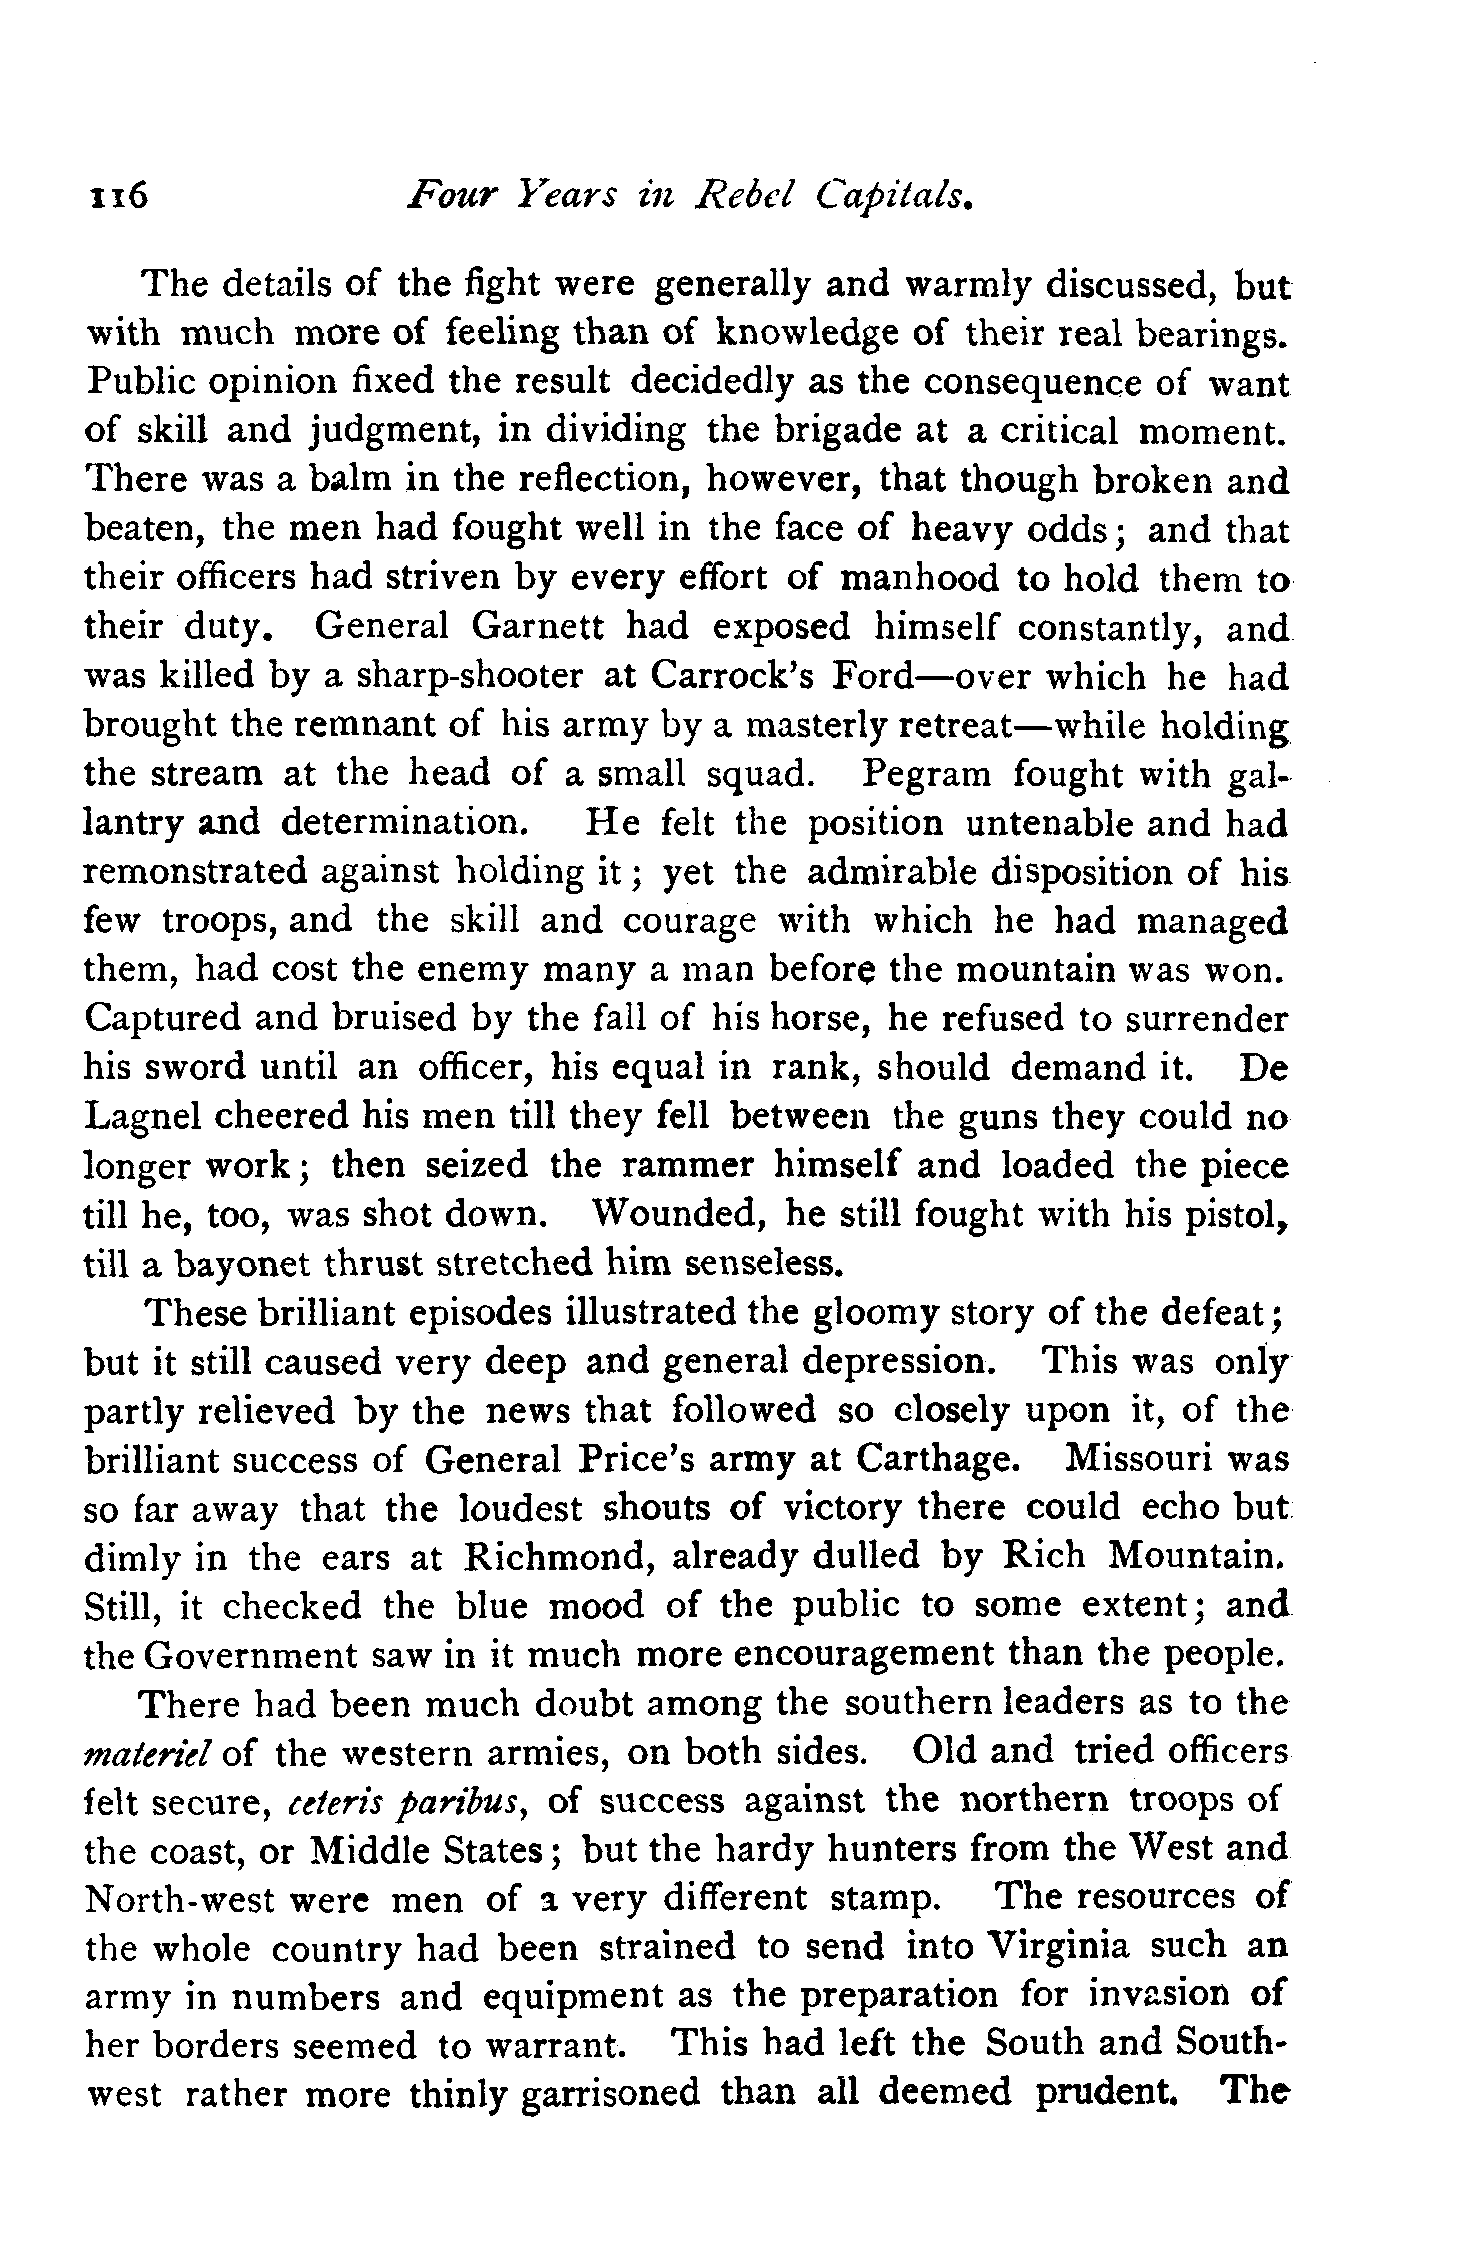 116 Four Years in Rebel Capitals.
The details of the fight were generally and warmly discussed, but
with much more of feeling than of knowledge of their real bearings.
Public opinion fixed the result decidedly as the consequence of want
of skill and judgment, in dividing the brigade at a critical moment.
There was a balm in the reflection, however, that though broken and
beaten, the men had fought well in the face of heavy odds; and that
their officers had striven by every effort of manhood to hold them to
their duty. General Garnett had exposed himself constantly, and
was killed by a sharp-shooter at Carrock's Ford—over which he had
brought the remnant of his army by a masterly retreat—while holding
the stream at the head of a small squad. Pegram fought with gal-
lantry and determination. He felt the position untenable and had
remonstrated against holding it; yet the admirable disposition of his
few troops, and the skill and courage with which he had managed
them, had cost the enemy many a man before the mountain was won.
Captured and bruised by the fall of his horse, he refused to surrender
his sword until an officer, his equal in rank, should demand it. De
Lagnel cheered his men till they fell between the guns they could no
longer work; then seized the rammer himself and loaded the piece
till he, too, was shot down. Wounded, he still fought with his pistol,
till a bayonet thrust stretched him senseless.
These brilliant episodes illustrated the gloomy story of the defeat;
but it still caused very deep and general depression. This was only
partly relieved by the news that followed so closely upon it, of the
brilliant success of General Price's army at Carthage. Missouri was
so far away that the loudest shouts of victory there could echo but
dimly in the ears at Richmond, already dulled by Rich Mountain.
Still, it checked the blue mood of the public to some extent; and
the Government saw in it much more encouragement than the people.
There had been much doubt among the southern leaders as to the
materiel of the western armies, on both sides. Old and tried officers
felt secure, ceteris paribus, of success against the northern troops of
the coast, or Middle States; but the hardy hunters from the West and
North-west were men of a very different stamp. The resources of
the whole country had been strained to send into Virginia such an
army in numbers and equipment as the preparation for invasion of
her borders seemed to warrant. This had left the South and South-
west rather more thinly garrisoned than all deemed prudent. The